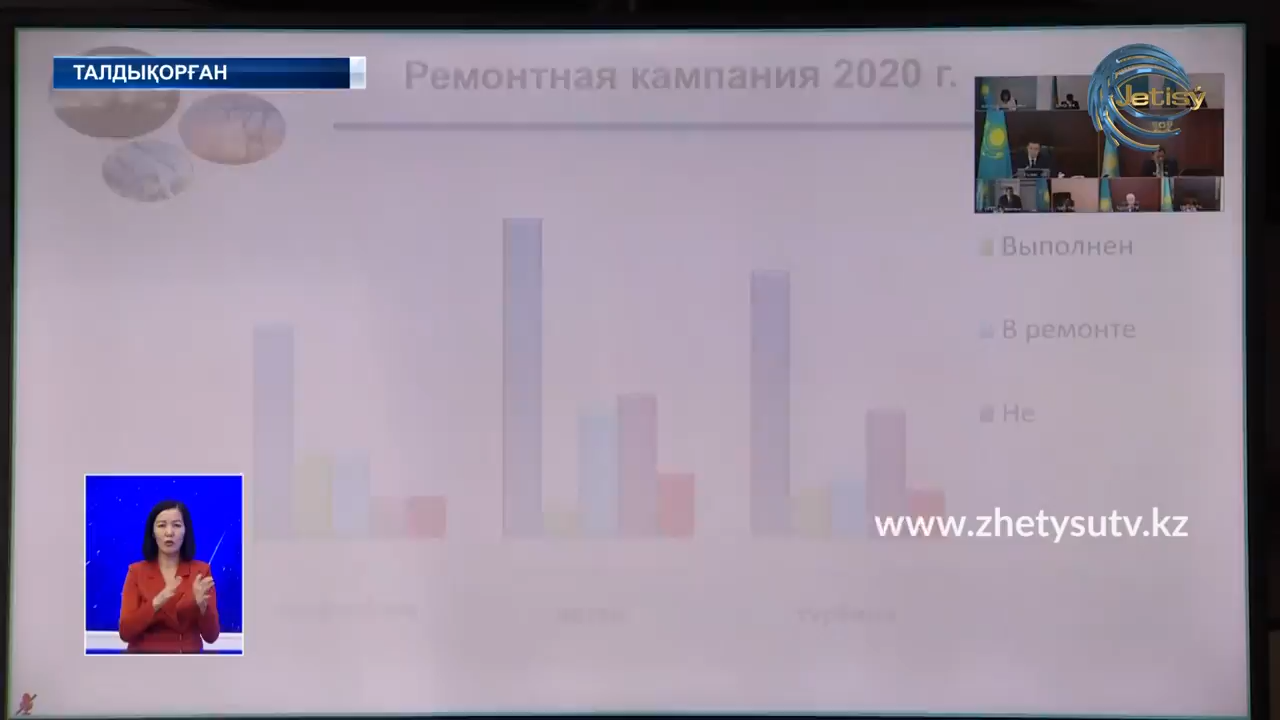 ТАЛДЫҚОРҒАН
Ремонтная кампания 2020 г.
Jetisý
Выполнен
В ремонте
Не
www.zhetysutv.kz